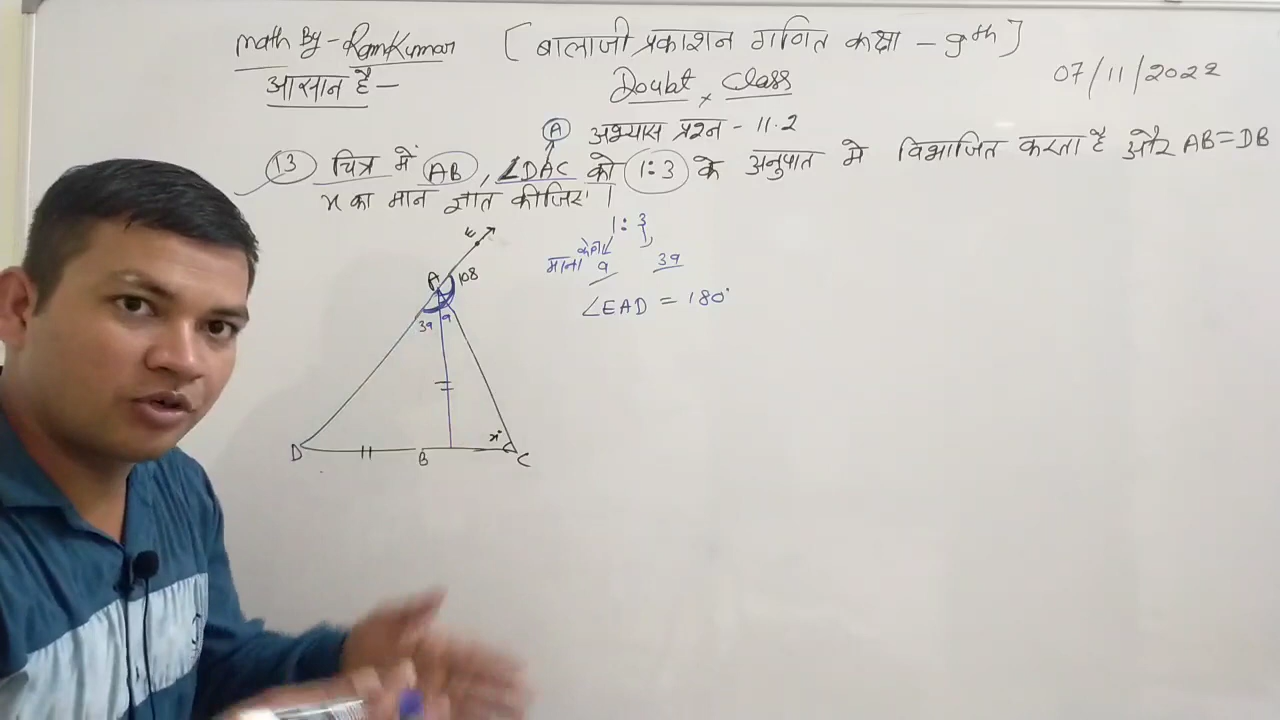 Math By - RamKumar [ बालाजी प्रकाशन गणित कक्षा - 9th ]
आसान है -
Doubt x Class
07/11/2022
A अभ्यास प्रश्न - 11.2
13 चित्र में AB, ∠DAC को 1:3 के अनुपात मे विभाजित करता है और AB=DB
x का मान ज्ञात कीजिए ।
1 : 3
माना
a 3a
∠EAD = 180°
E
A 108
3a a
x°
D B C